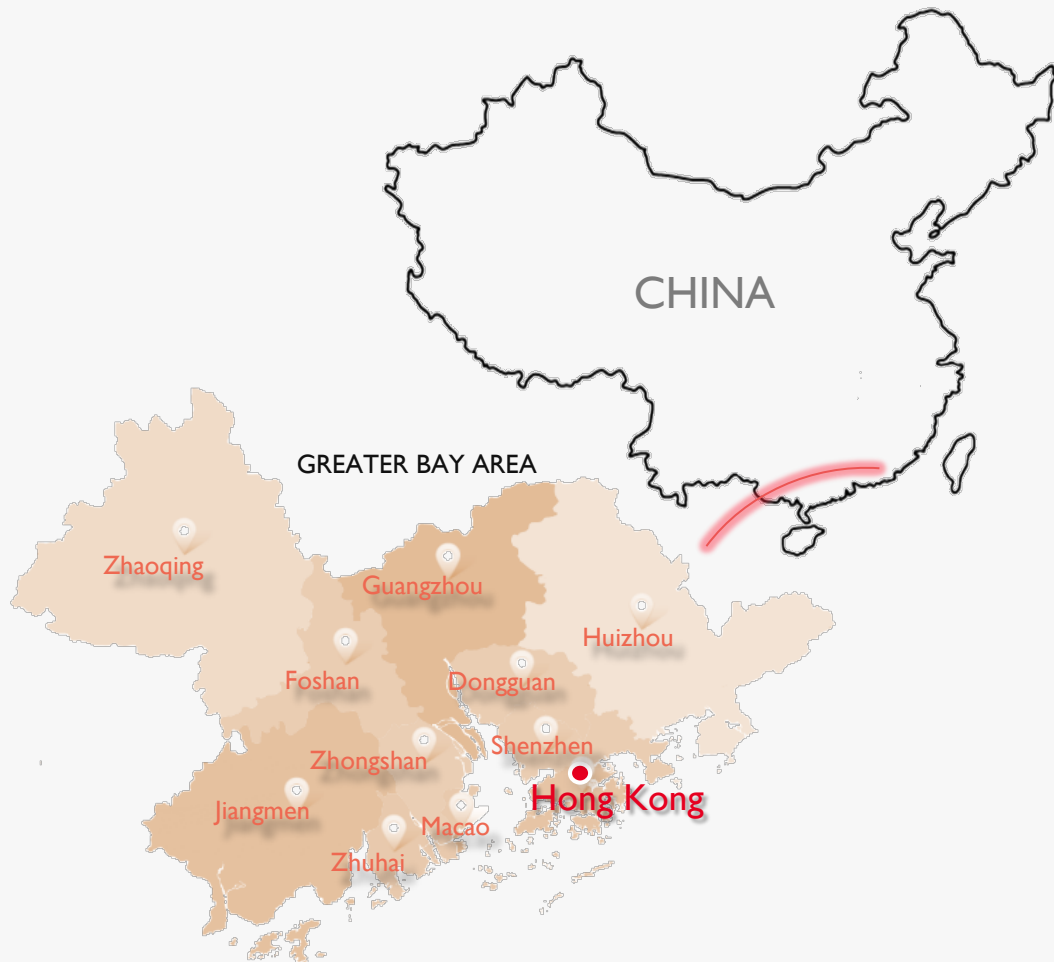 CHINA
GREATER BAY AREA
Zhaoqing
Guangzhou
Huizhou
Foshan
Dongguan
Zhongshan
Shenzhen
Jiangmen
Macao
Hong Kong
Zhuhai